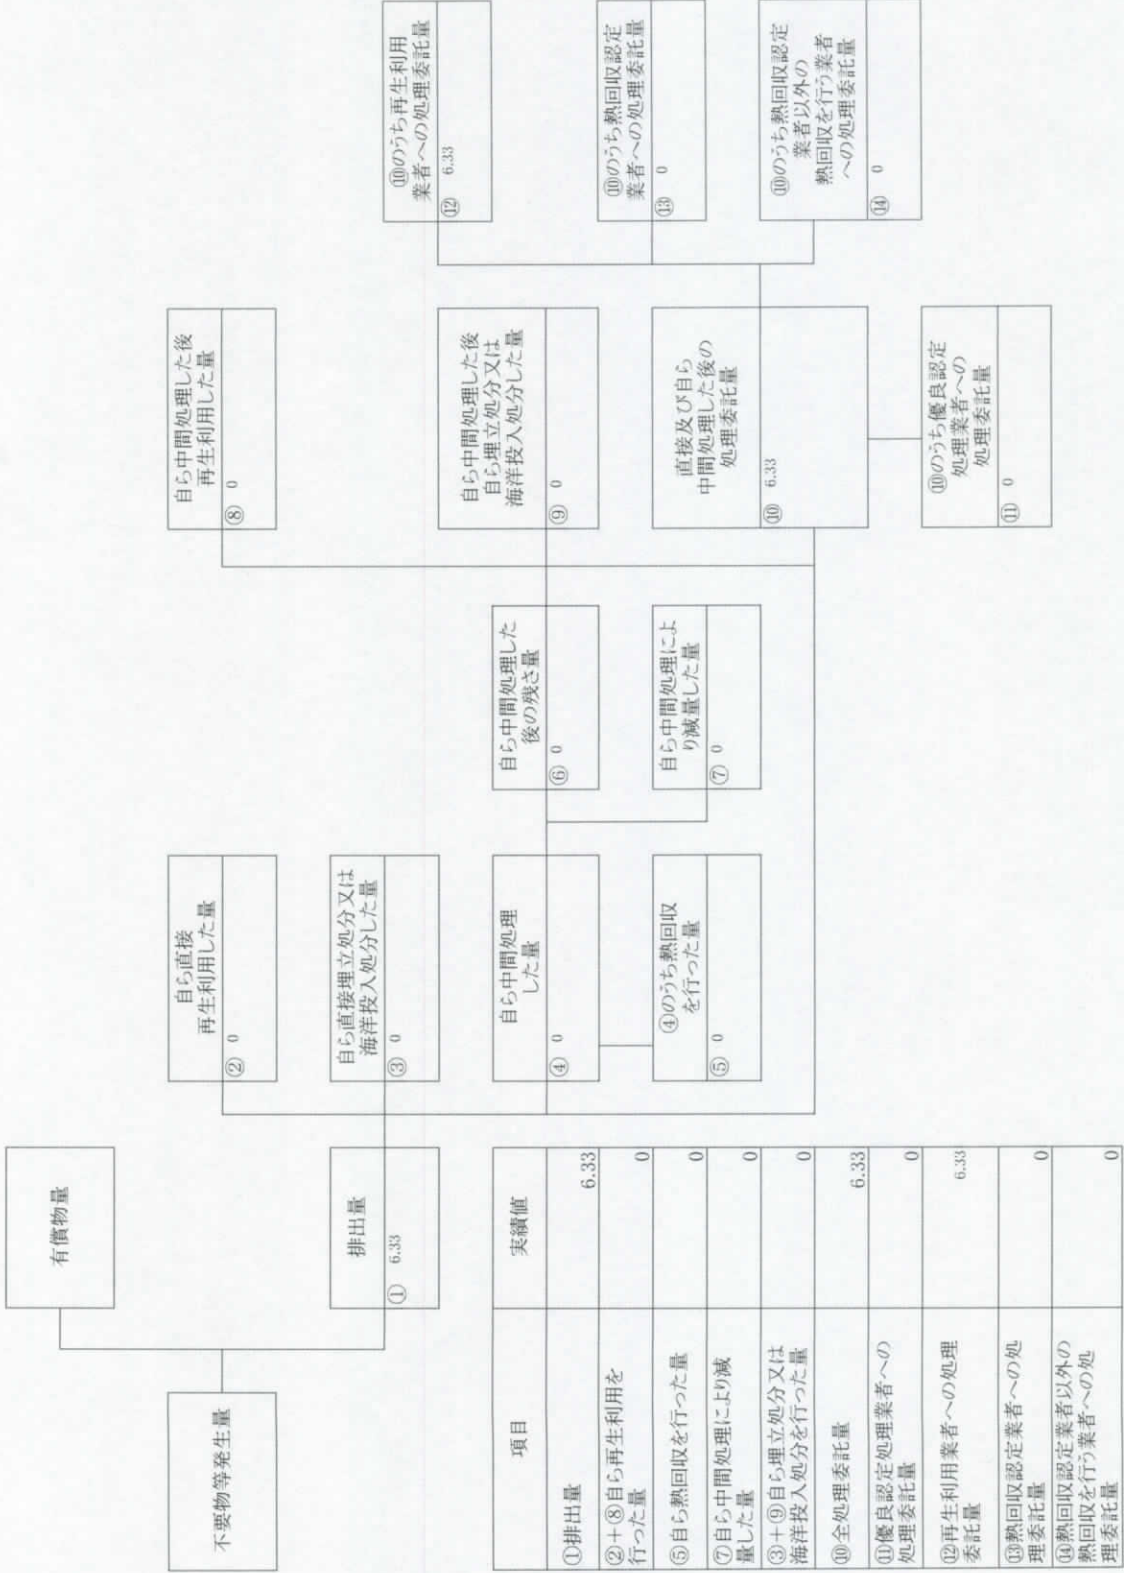 有償物量
不要物等発生量
排出量
① 6.33
自ら直接
再生利用した量
② 0
自ら直接埋立処分又は
海洋投入処分した量
③ 0
自ら中間処理
した量
④ 0
④のうち熱回収
を行った量
⑤ 0
自ら中間処理した
後の残さ量
⑥ 0
自ら中間処理によ
り減量した量
⑦ 0
自ら中間処理した後
再生利用した量
⑧ 0
自ら中間処理した後
自ら埋立処分又は
海洋投入処分した量
⑨ 0
直接及び自ら
中間処理した後の
処理委託量
⑩ 6.33
⑩のうち優良認定
処理業者への
処理委託量
⑪ 0
⑩のうち再生利用
業者への処理委託量
⑫ 6.33
⑩のうち熱回収認定
業者への処理委託量
⑬ 0
⑩のうち熱回収認定
業者以外の
熱回収を行う業者
への処理委託量
⑭ 0
項目 実績値
①排出量 6.33
②+⑧自ら再生利用を
行った量 0
⑤自ら熱回収を行った量 0
⑦自ら中間処理により減
量した量 0
③+⑨自ら埋立処分又は
海洋投入処分を行った量 0
⑩全処理委託量 6.33
⑪優良認定処理業者への
処理委託量 0
⑫再生利用業者への処理
委託量 6.33
⑬熱回収認定業者への処
理委託量 0
⑭熱回収認定業者以外の
熱回収を行う業者への処
理委託量 0